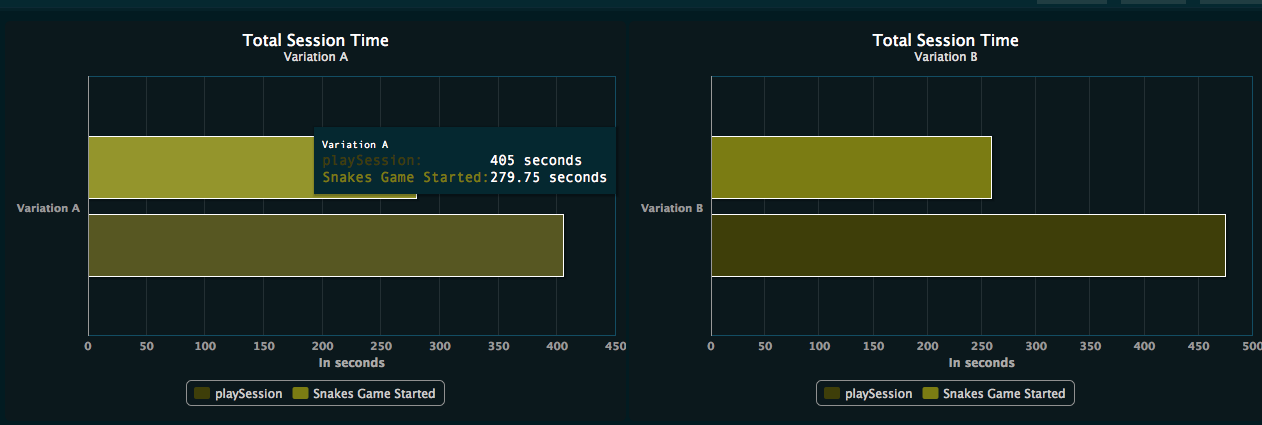 Total Session Time
Variation A
Variation A
playSession: 405 seconds
Snakes Game Started: 279.75 seconds
Variation A
0 50 100 150 200 250 300 350 400 450
In seconds
playSession Snakes Game Started
Total Session Time
Variation B
Variation B
0 50 100 150 200 250 300 350 400 450 500
In seconds
playSession Snakes Game Started